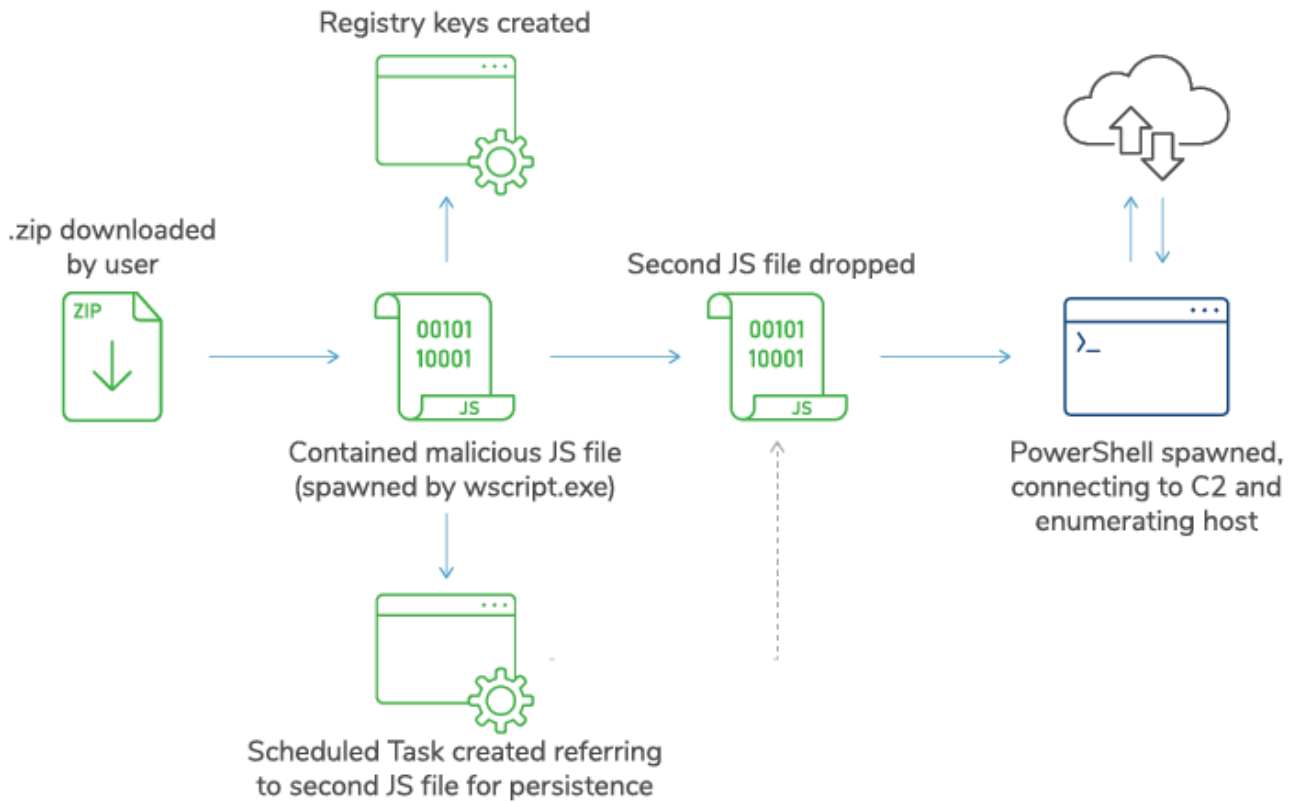 Registry keys created
.zip downloaded
by user
ZIP
00101
10001
JS
Contained malicious JS file
(spawned by wscript.exe)
Second JS file dropped
00101
10001
JS
>_
PowerShell spawned,
connecting to C2 and
enumerating host
Scheduled Task created referring
to second JS file for persistence